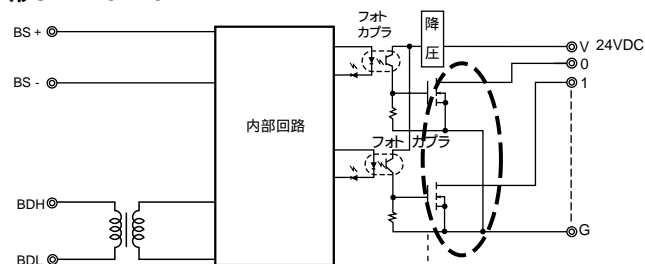 BS +
BS -
BDH
BDL
内部回路
フォト
カプラ
降
圧
V 24VDC
0
1
フォト カプラ
G